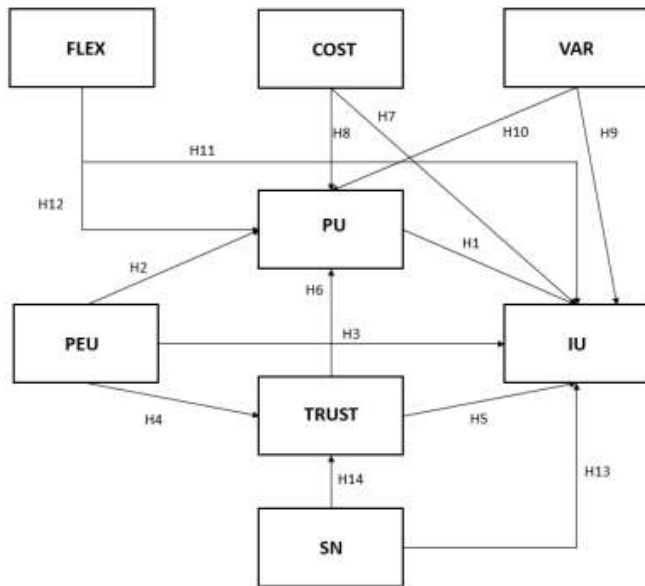 FLEX
COST
VAR
H7
H8
H10
H9
H11
H12
PU
H2
H1
H6
PEU
H3
IU
TRUST
H4
H5
H14
H13
SN